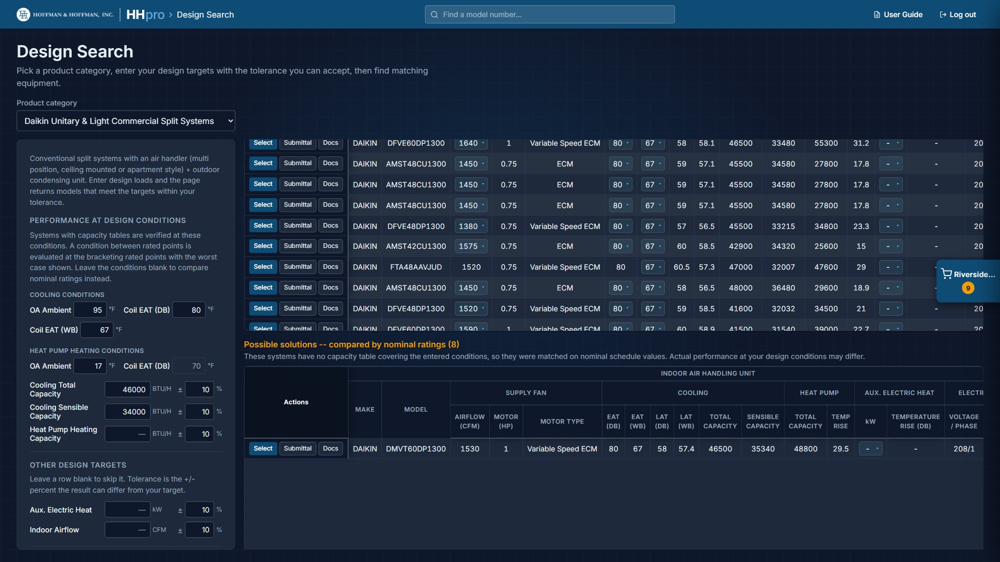 HOFFMAN & HOFFMAN, INC.
HHpro › Design Search
Find a model number...
User Guide
Log out
Design Search
Pick a product category, enter your design targets with the tolerance you can accept, then find matching
equipment.
Product category
Daikin Unitary & Light Commercial Split Systems
Conventional split systems with an air handler (multi
position, ceiling mounted or apartment style) + outdoor
condensing unit. Enter design loads and the page
returns models that meet the targets within your
tolerance.
PERFORMANCE AT DESIGN CONDITIONS
Systems with capacity tables are verified at these
conditions. A condition between rated points is
evaluated at the bracketing rated points with the worst
case shown. Leave the conditions blank to compare
nominal ratings instead.
COOLING CONDITIONS
OA Ambient 95 °F Coil EAT (DB) 80 °F
Coil EAT (WB) 67 °F
HEAT PUMP HEATING CONDITIONS
OA Ambient 17 °F Coil EAT (DB) 70 °F
Cooling Total
Capacity 46000 BTU/H ± 10 %
Cooling Sensible
Capacity 34000 BTU/H ± 10 %
Heat Pump Heating
Capacity — BTU/H ± 10 %
OTHER DESIGN TARGETS
Leave a row blank to skip it. Tolerance is the +/-
percent the result can differ from your target.
Aux. Electric Heat — kW ± 10 %
Indoor Airflow — CFM ± 10 %
Select Submittal Docs DAIKIN DFVE60DP1300 1640 1 Variable Speed ECM 80 67 58 58.1 46500 33480 55300 31.2 - - 20
Select Submittal Docs DAIKIN AMST48CU1300 1450 0.75 ECM 80 67 59 57.1 45500 34580 27800 17.8 - - 20
Select Submittal Docs DAIKIN AMST48CU1300 1450 0.75 ECM 80 67 59 57.1 45500 34580 27800 17.8 - - 20
Select Submittal Docs DAIKIN AMST48CU1300 1450 0.75 ECM 80 67 59 57.1 45500 34580 27800 17.8 - - 20
Select Submittal Docs DAIKIN DFVE48DP1300 1380 0.75 Variable Speed ECM 80 67 57 56.5 45500 33215 34800 23.3 - - 20
Select Submittal Docs DAIKIN AMST42CU1300 1575 0.75 ECM 80 67 60 58.5 42900 34320 25600 15 - - 20
Select Submittal Docs DAIKIN FTA48AAVJUD 1520 0.75 Variable Speed ECM 80 67 60.5 57.3 47000 32007 47600 29 - -
Select Submittal Docs DAIKIN AMST48CU1300 1450 0.75 ECM 80 67 58 56.5 48000 36480 29600 18.9 - -
Select Submittal Docs DAIKIN DFVE48DP1300 1520 0.75 Variable Speed ECM 80 67 59 58.5 41600 32032 34500 21 - - 20
Select Submittal Docs DAIKIN DFVE60DP1300 1590 1 Variable Speed ECM 80 67 60 58.9 41500 31540 39000 22.7 - - 20
Riverside...
9
Possible solutions -- compared by nominal ratings (8)
These systems have no capacity table covering the entered conditions, so they were matched on nominal schedule values. Actual performance at your design conditions may differ.
INDOOR AIR HANDLING UNIT
Actions MAKE MODEL SUPPLY FAN COOLING HEAT PUMP AUX. ELECTRIC HEAT ELECTR
AIRFLOW (CFM) MOTOR (HP) MOTOR TYPE EAT (DB) EAT (WB) LAT (DB) LAT (WB) TOTAL CAPACITY SENSIBLE CAPACITY TOTAL CAPACITY TEMP RISE kW TEMPERATURE RISE (DB) VOLTAGE / PHASE
Select Submittal Docs DAIKIN DMVT60DP1300 1530 1 Variable Speed ECM 80 67 58 57.4 46500 35340 48800 29.5 - - 208/1